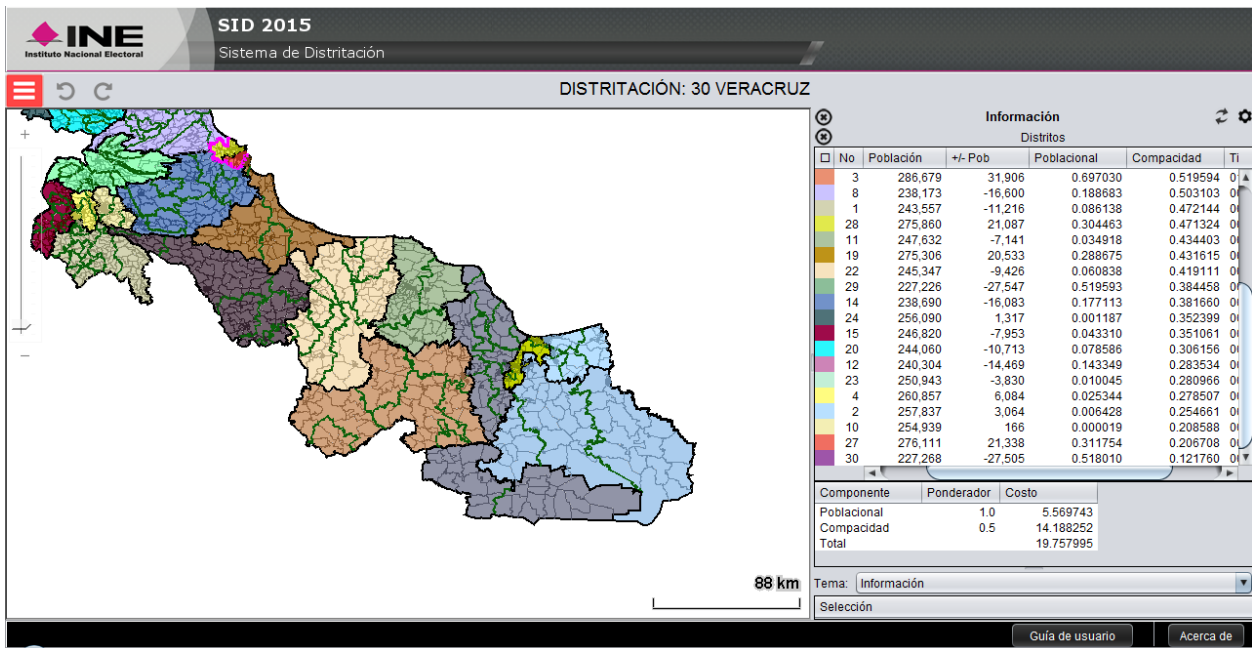 INE
Instituto Nacional Electoral
SID 2015
Sistema de Distritación
DISTRITACIÓN: 30 VERACRUZ
Información
Distritos
No Población +/- Pob Poblacional Compacidad Ti
3 286,679 31,906 0.697030 0.519594
8 238,173 -16,600 0.188683 0.503103
1 243,557 -11,216 0.086138 0.472144
28 275,860 21,087 0.304463 0.471324
11 247,632 -7,141 0.034918 0.434403
19 275,306 20,533 0.288675 0.431615
22 245,347 -9,426 0.060838 0.419111
29 227,226 -27,547 0.519593 0.384458
14 238,690 -16,083 0.177113 0.381660
24 256,090 1,317 0.001187 0.352399
15 246,820 -7,953 0.043310 0.351061
20 244,060 -10,713 0.078586 0.306156
12 240,304 -14,469 0.143349 0.283534
23 250,943 -3,830 0.010045 0.280966
4 260,857 6,084 0.025344 0.278507
2 257,837 3,064 0.006428 0.254661
10 254,939 166 0.000019 0.208588
27 276,111 21,338 0.311754 0.206708
30 227,268 -27,505 0.518010 0.121760
Componente Ponderador Costo
Poblacional 1.0 5.569743
Compacidad 0.5 14.188252
Total 19.757995
88 km
Tema: Información
Selección
Guía de usuario Acerca de